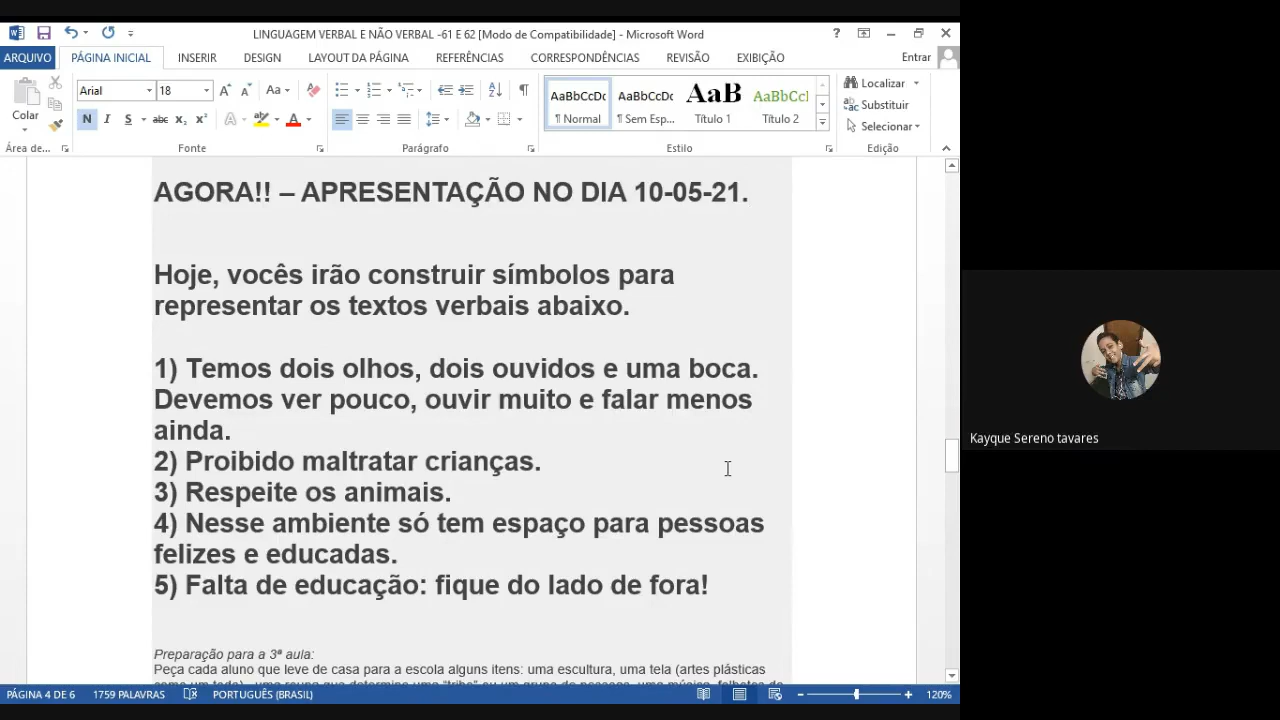 LINGUAGEM VERBAL E NÃO VERBAL -61 E 62 [Modo de Compatibilidade] - Microsoft Word
?
ARQUIVO PÁGINA INICIAL INSERIR DESIGN LAYOUT DA PÁGINA REFERÊNCIAS CORRESPONDÊNCIAS REVISÃO EXIBIÇÃO Entrar
Colar
Arial 18 Aa
N I S abc x₂ x² A A
AaBbCcDc AaBbCcDc AaB AaBbCcl
¶ Normal ¶ Sem Esp... Título 1 Título 2
Localizar
Substituir
Selecionar
Área de... Fonte Parágrafo Estilo Edição
AGORA!! – APRESENTAÇÃO NO DIA 10-05-21.
Hoje, vocês irão construir símbolos para
representar os textos verbais abaixo.
1) Temos dois olhos, dois ouvidos e uma boca.
Devemos ver pouco, ouvir muito e falar menos
ainda.
2) Proibido maltratar crianças.
3) Respeite os animais.
4) Nesse ambiente só tem espaço para pessoas
felizes e educadas.
5) Falta de educação: fique do lado de fora!
Preparação para a 3ª aula:
Peça cada aluno que leve de casa para a escola alguns itens: uma escultura, uma tela (artes plásticas
PÁGINA 4 DE 6 1759 PALAVRAS PORTUGUÊS (BRASIL) 120%
Kayque Sereno tavares